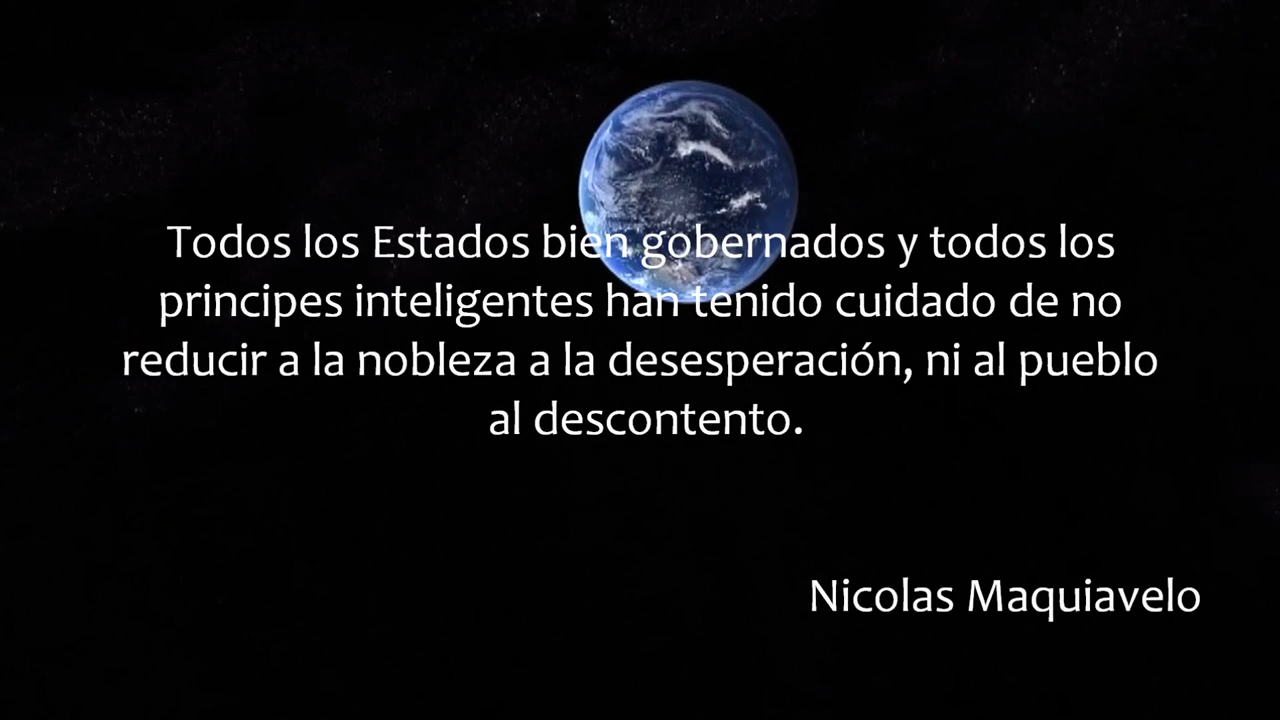 Todos los Estados bien gobernados y todos los
principes inteligentes han tenido cuidado de no
reducir a la nobleza a la desesperación, ni al pueblo
al descontento.
Nicolas Maquiavelo